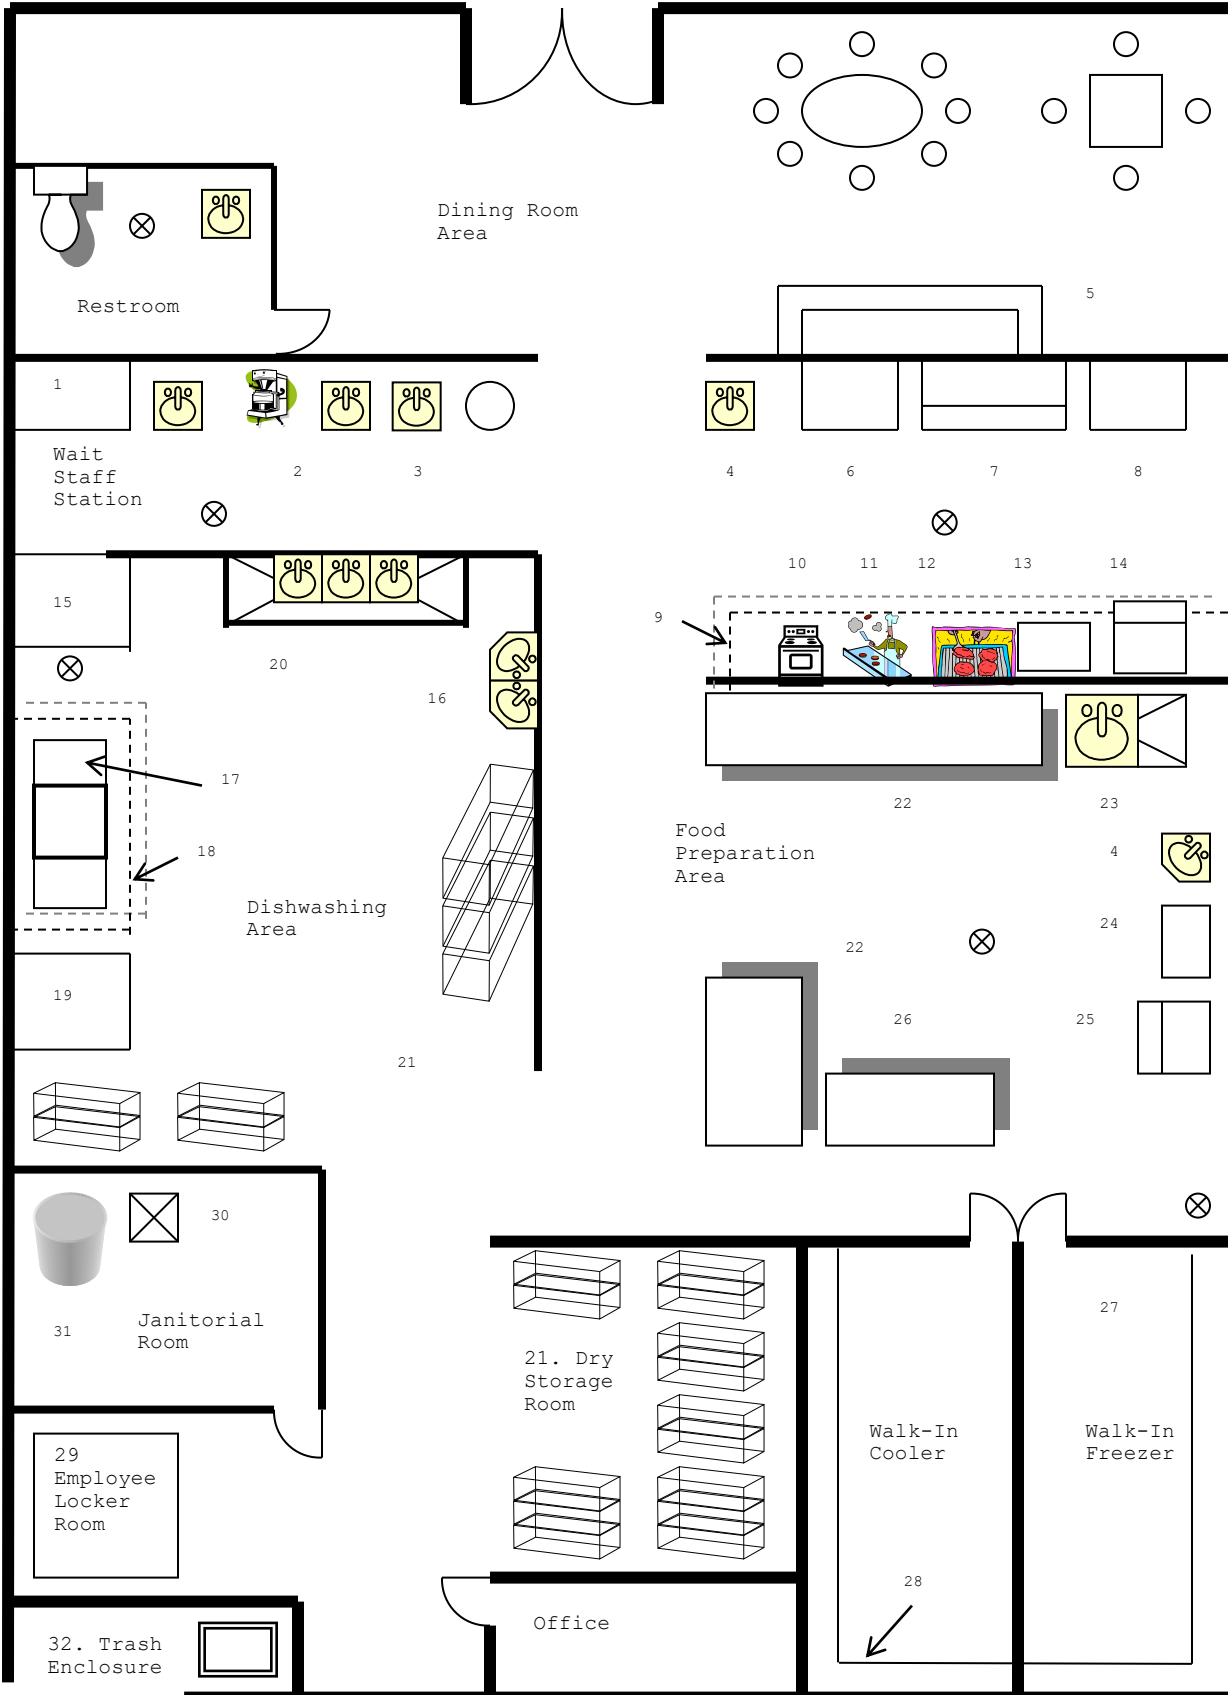 Dining Room
Area
Restroom
5
1
Wait
Staff
Station
2
3
4
6
7
8
10
11
12
13
14
15
9
20
16
17
18
22
23
Food
Preparation
Area
4
Dishwashing
Area
24
22
19
26
25
21
30
27
31
Janitorial
Room
21. Dry
Storage
Room
Walk-In
Cooler
Walk-In
Freezer
29
Employee
Locker
Room
28
Office
32. Trash
Enclosure